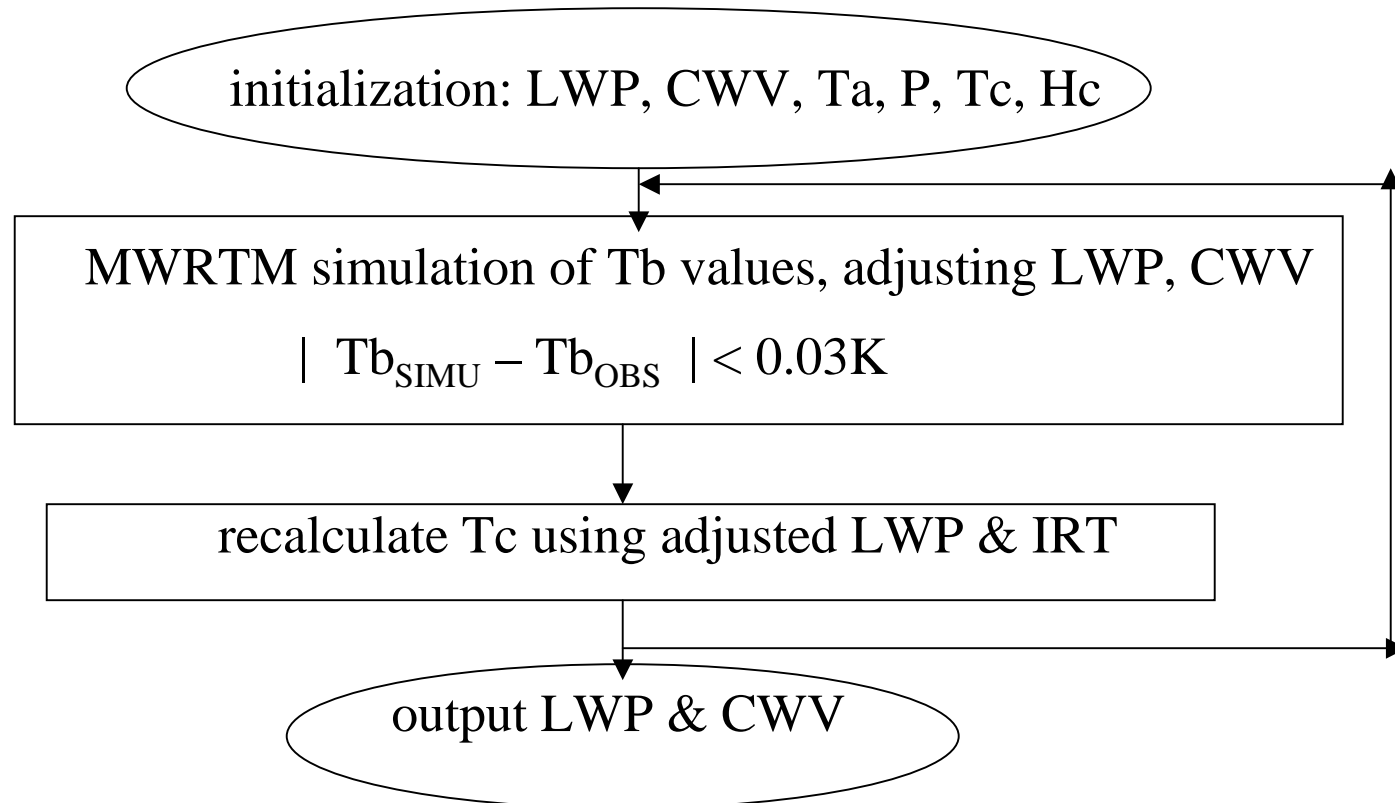 initialization: LWP, CWV, Ta, P, Tc, Hc
MWRTM simulation of Tb values, adjusting LWP, CWV
| Tb_SIMU – Tb_OBS | < 0.03K
recalculate Tc using adjusted LWP & IRT
output LWP & CWV